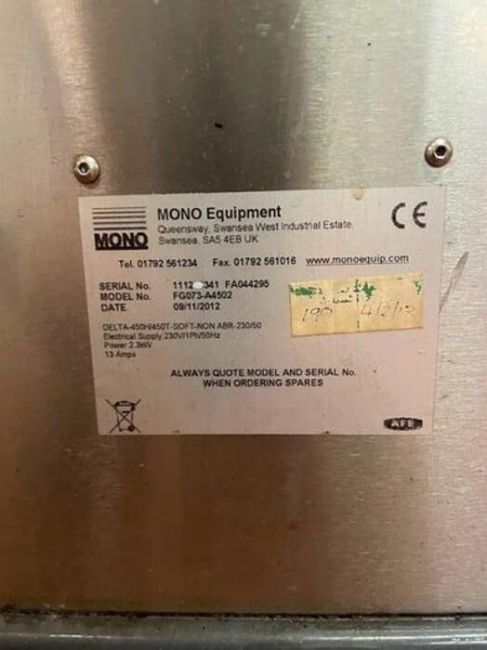 MONO
MONO Equipment
Queensway, Swansea West Industrial Estate,
Swansea, SA5 4EB UK
Tel. 01792 561234 Fax. 01792 561016 www.monoequip.com
SERIAL No. 1112 341 FA044295
MODEL No. FG073-A4502
DATE 09/11/2012
DELTA-450H/450T-SOFT-NON ABR-230/50
Electrical Supply 230V/1Ph/50Hz
Power 2.3kW
13 Amps
ALWAYS QUOTE MODEL AND SERIAL No.
WHEN ORDERING SPARES
CE
AFE